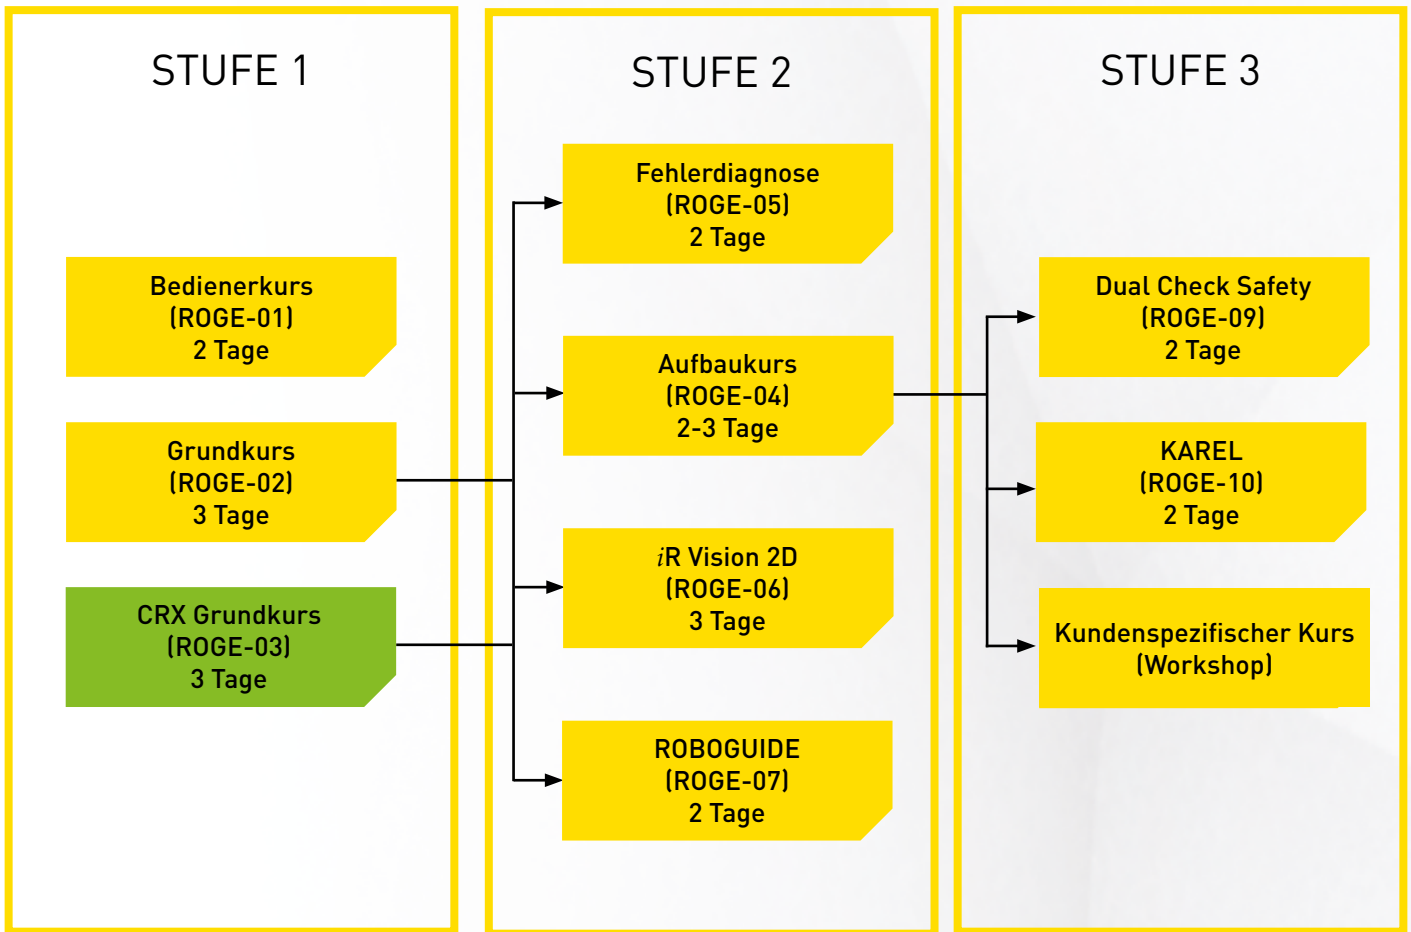 STUFE 1
Bedienerkurs
(ROGE-01)
2 Tage
Grundkurs
(ROGE-02)
3 Tage
CRX Grundkurs
(ROGE-03)
3 Tage
STUFE 2
Fehlerdiagnose
(ROGE-05)
2 Tage
Aufbaukurs
(ROGE-04)
2-3 Tage
iR Vision 2D
(ROGE-06)
3 Tage
ROBOGUIDE
(ROGE-07)
2 Tage
STUFE 3
Dual Check Safety
(ROGE-09)
2 Tage
KAREL
(ROGE-10)
2 Tage
Kundenspezifischer Kurs
(Workshop)